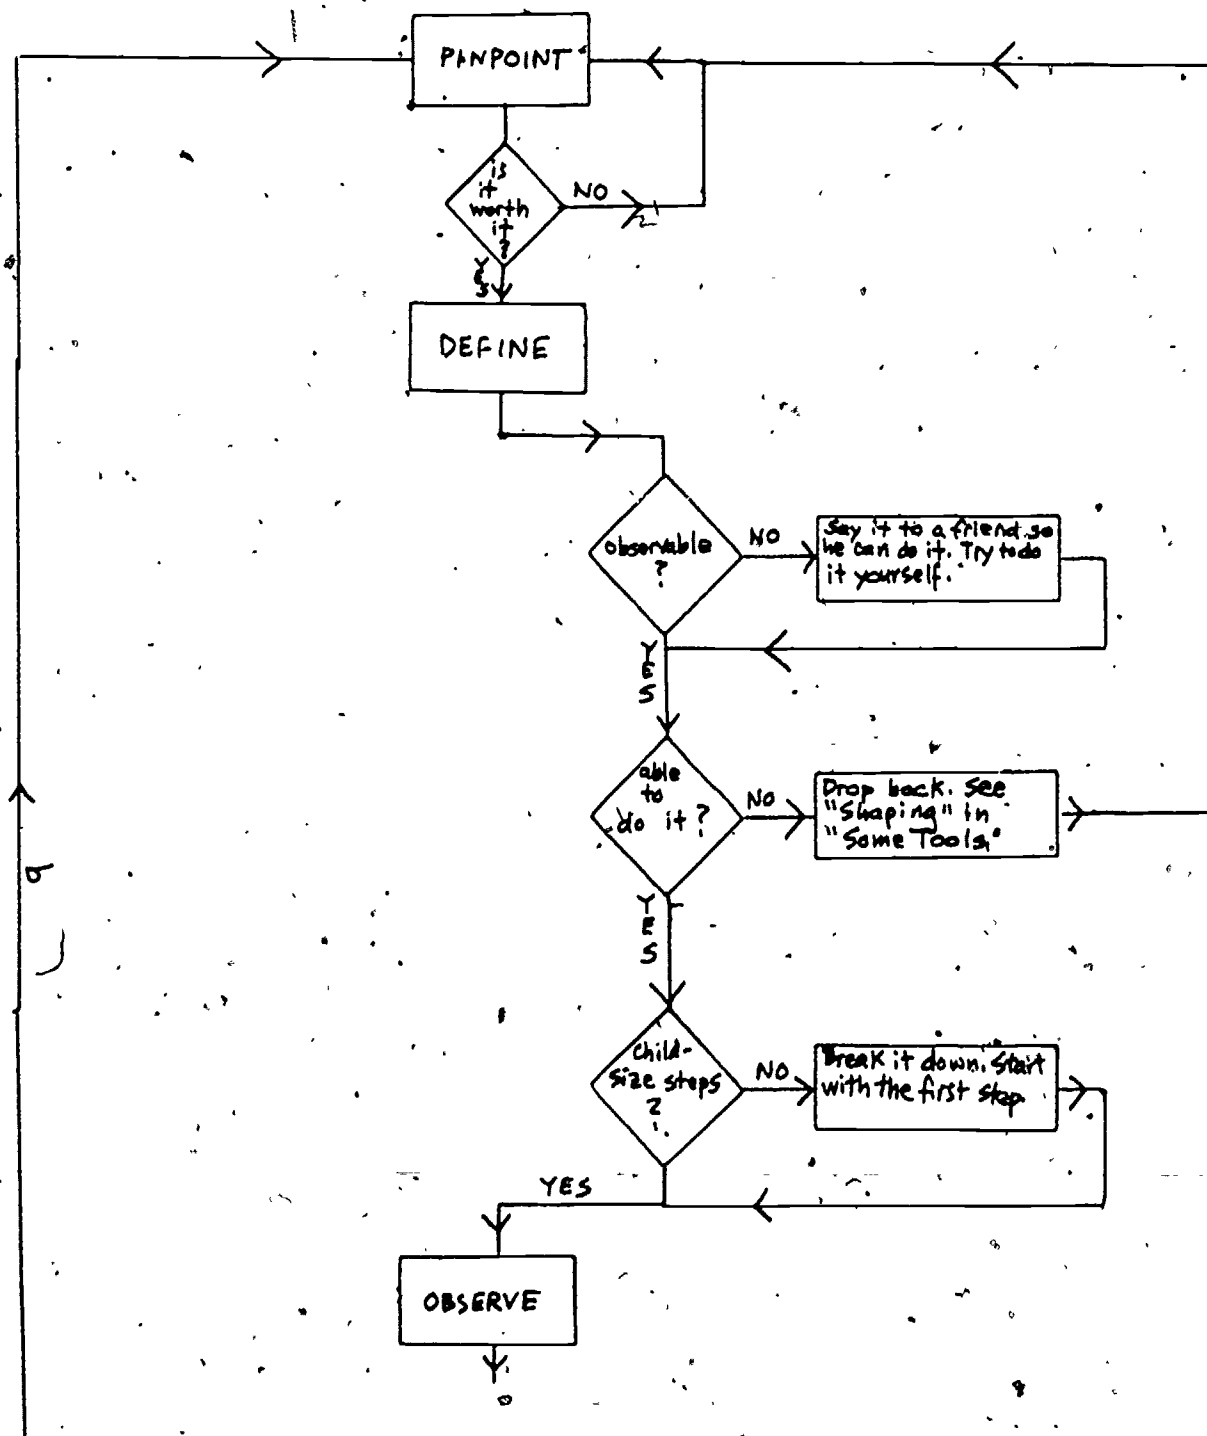 PINPOINT
is
it
worth
it
?
NO
YES
DEFINE
observable
?
NO
Say it to a friend so
he can do it. Try to do
it yourself.
YES
able
to
do it?
NO
Drop back. See
"Shaping" in
"Some Tools."
YES
Child-
size steps
?
NO
Break it down. Start
with the first step.
YES
OBSERVE